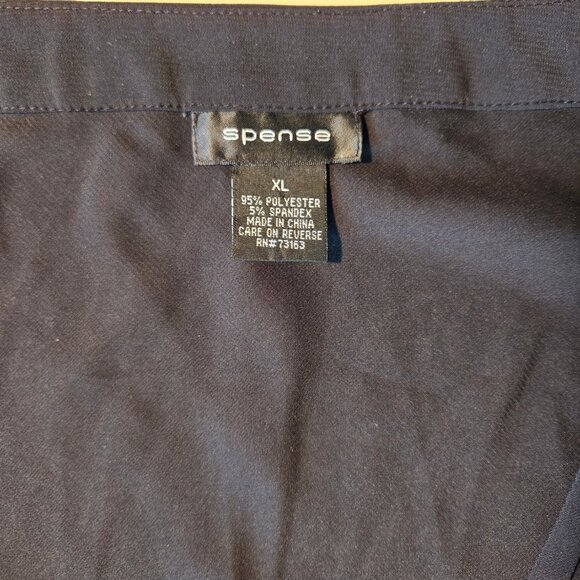 spense
XL
95% POLYESTER
5% SPANDEX
MADE IN CHINA
CARE ON REVERSE
RN#73163